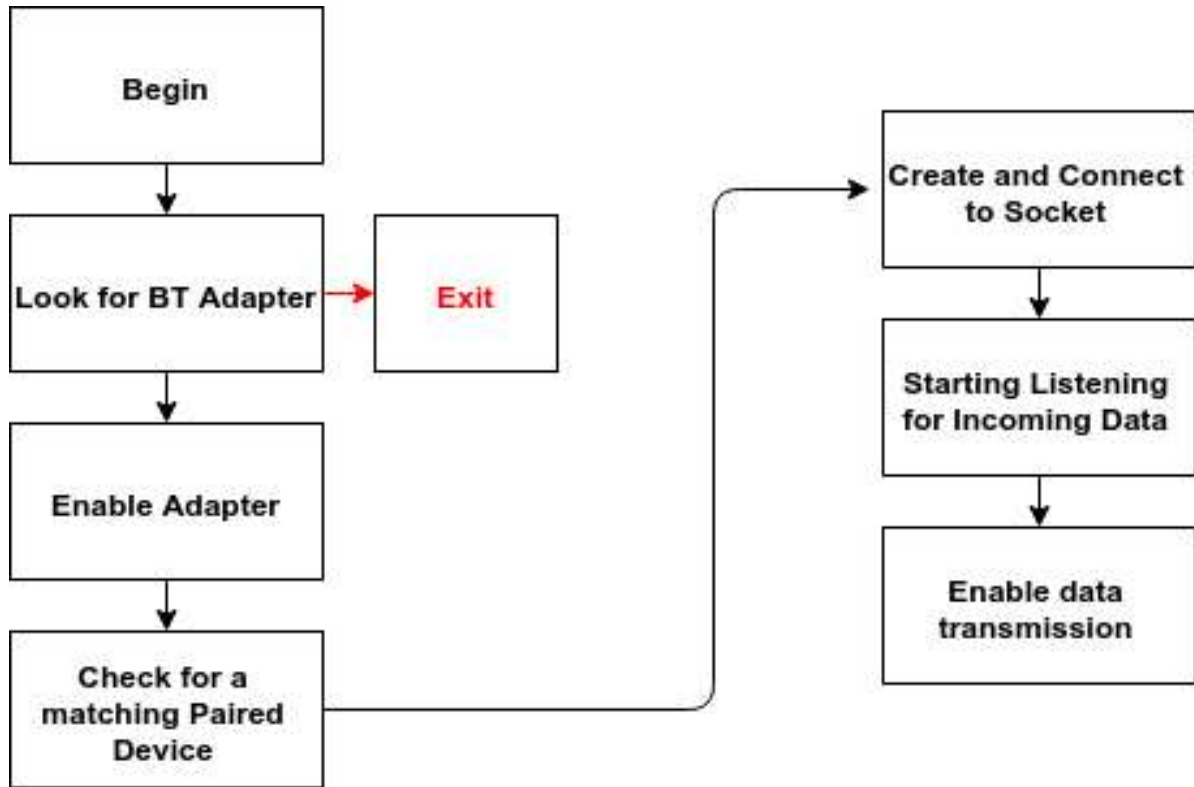 Begin
Look for BT Adapter
Exit
Enable Adapter
Check for a
matching Paired
Device
Create and Connect
to Socket
Starting Listening
for Incoming Data
Enable data
transmission